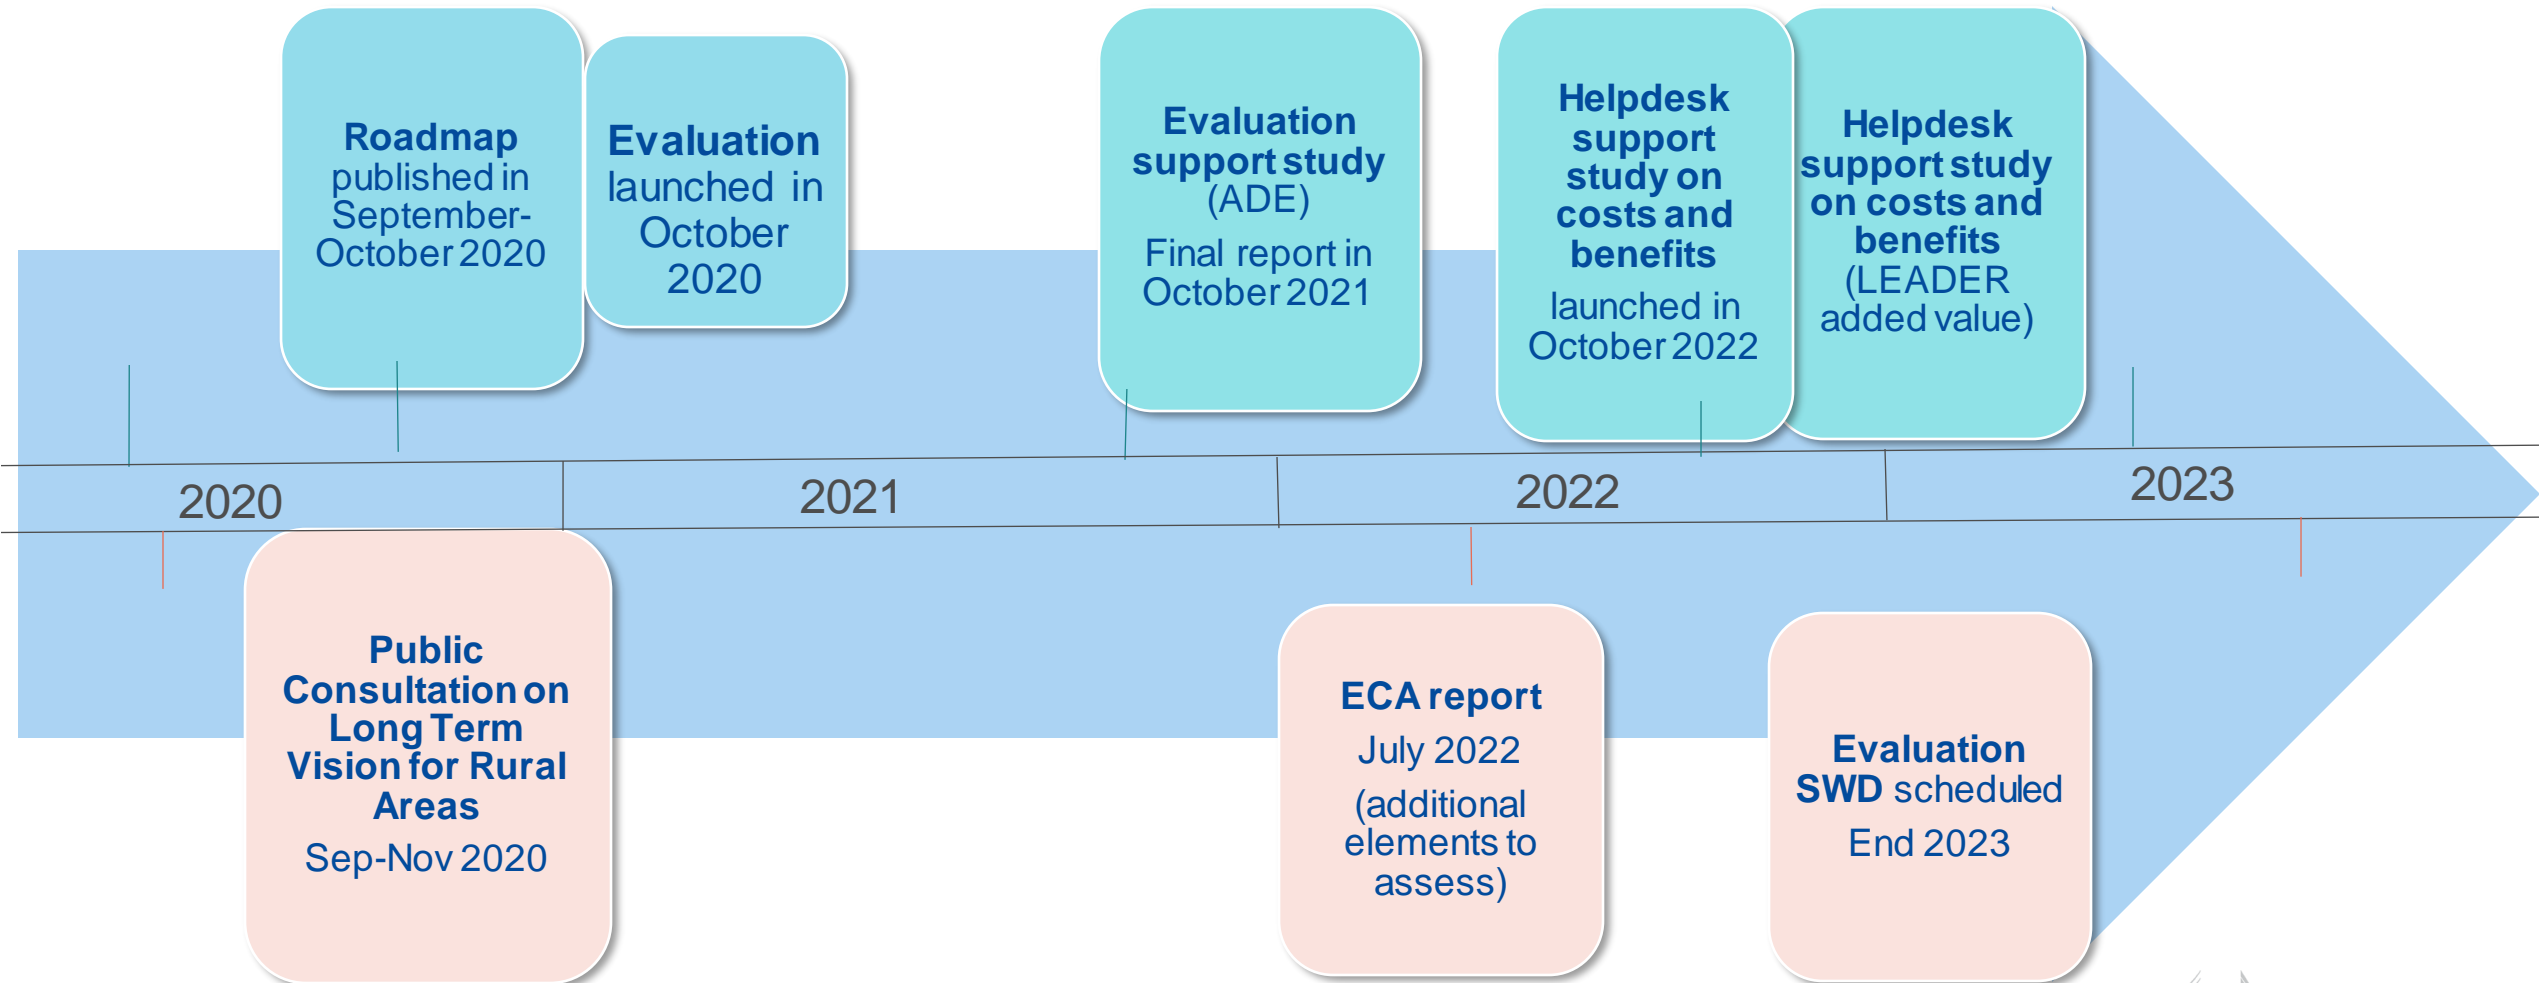 Roadmap
published in
September-
October 2020
Evaluation
launched in
October
2020
Evaluation
support study
(ADE)
Final report in
October 2021
Helpdesk
support
study on
costs and
benefits
launched in
October 2022
Helpdesk
support study
on costs and
benefits
(LEADER
added value)
2020
2021
2022
2023
Public
Consultation on
Long Term
Vision for Rural
Areas
Sep-Nov 2020
ECA report
July 2022
(additional
elements to
assess)
Evaluation
SWD scheduled
End 2023